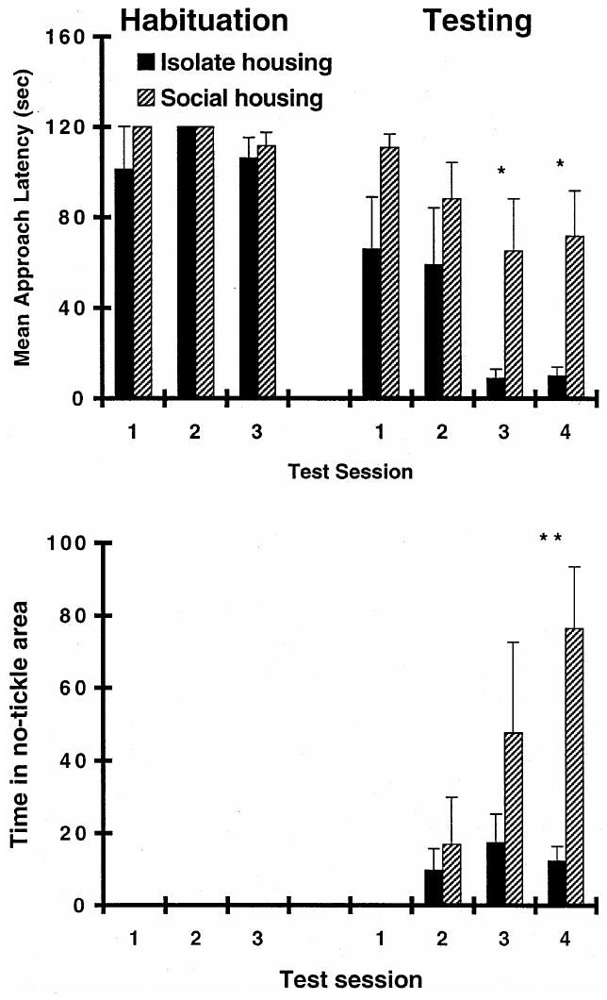 Habituation Testing
160
Isolate housing
Social housing
120
80
40
0
Mean Approach Latency (sec)
* *
1 2 3 1 2 3 4
Test Session
100
80
60
40
20
0
Time in no-tickle area
* *
1 2 3 1 2 3 4
Test session